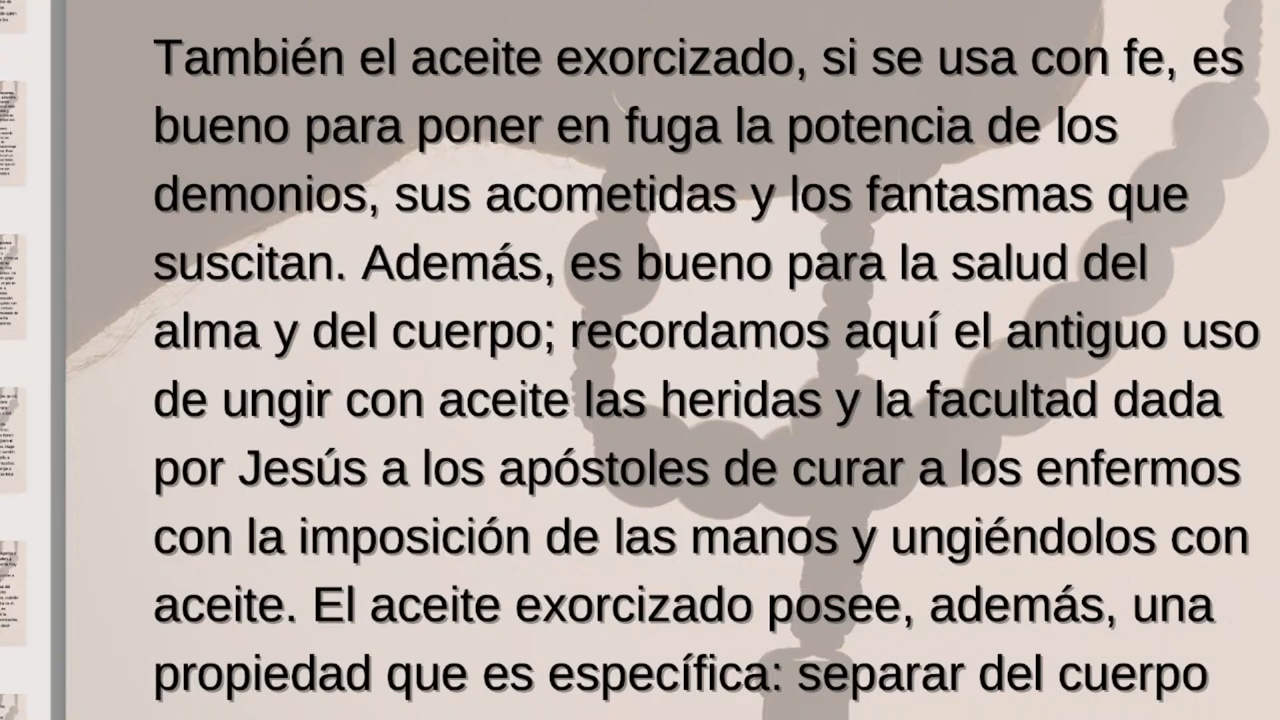 También el aceite exorcizado, si se usa con fe, es
bueno para poner en fuga la potencia de los
demonios, sus acometidas y los fantasmas que
suscitan. Además, es bueno para la salud del
alma y del cuerpo; recordamos aquí el antiguo uso
de ungir con aceite las heridas y la facultad dada
por Jesús a los apóstoles de curar a los enfermos
con la imposición de las manos y ungiéndolos con
aceite. El aceite exorcizado posee, además, una
propiedad que es específica: separar del cuerpo